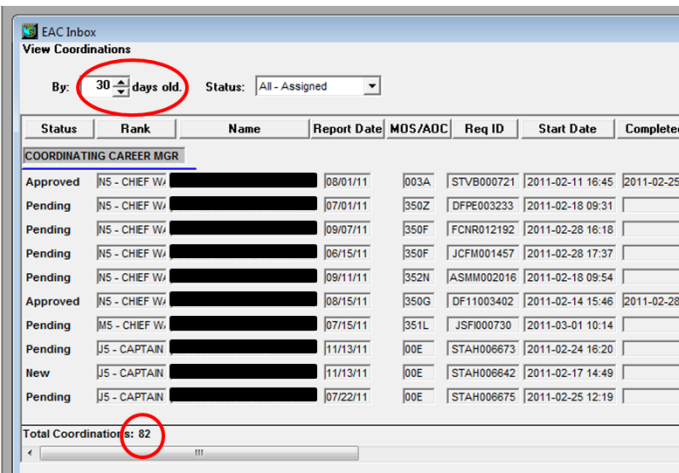 EAC Inbox
View Coordinations
By: 30 days old. Status: All - Assigned
Status Rank Name Report Date MOS/AOC Req ID Start Date Completed
COORDINATING CAREER MGR
Approved N5 - CHIEF WA 08/01/11 003A STVB000721 2011-02-11 16:45 2011-02-25
Pending N5 - CHIEF WA 07/01/11 350Z DFPE003233 2011-02-18 09:31
Pending N5 - CHIEF WA 09/07/11 350F FCNR012192 2011-02-28 16:18
Pending N5 - CHIEF WA 06/15/11 350F JCFM001457 2011-02-28 17:37
Pending N5 - CHIEF WA 09/11/11 352N ASMM002016 2011-02-18 09:54
Approved N5 - CHIEF WA 08/15/11 350G DF11003402 2011-02-14 15:46 2011-02-28
Pending M5 - CHIEF WA 07/15/11 351L JSFI000730 2011-03-01 10:14
Pending J5 - CAPTAIN 11/13/11 00E STAH006673 2011-02-24 16:20
New J5 - CAPTAIN 11/13/11 00E STAH006642 2011-02-17 14:49
Pending J5 - CAPTAIN 07/22/11 00E STAH006675 2011-02-25 12:19
Total Coordinations: 82